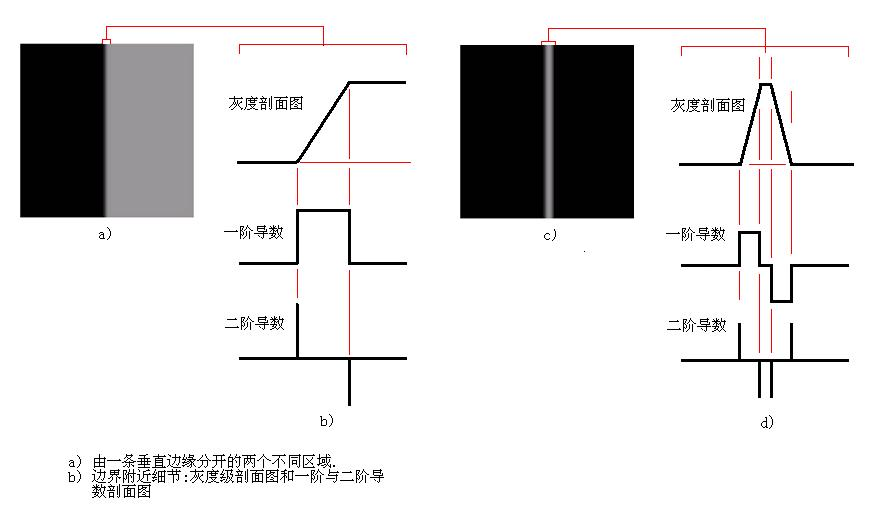 灰度剖面图
灰度剖面图
a)
一阶导数
c)
一阶导数
二阶导数
二阶导数
b)
d)
a) 由一条垂直边缘分开的两个不同区域.
b) 边界附近细节:灰度级剖面图和一阶与二阶导
数剖面图